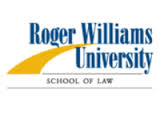 Roger Williams
University
SCHOOL OF LAW